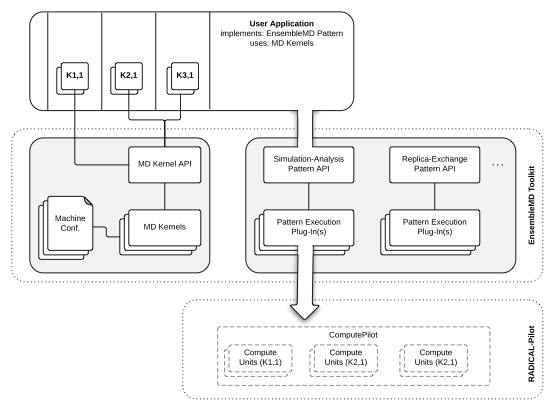 User Application
implements: EnsembleMD Pattern
uses: MD Kernels
K1,1
K2,1
K3,1
MD Kernel API
Machine
Conf.
MD Kernels
Simulation-Analysis
Pattern API
Replica-Exchange
Pattern API
...
Pattern Execution
Plug-In(s)
Pattern Execution
Plug-In(s)
EnsembleMD Toolkit
ComputePilot
Compute
Units (K1,1)
Compute
Units (K2,1)
Compute
Units (K2,1)
RADICAL-Pilot